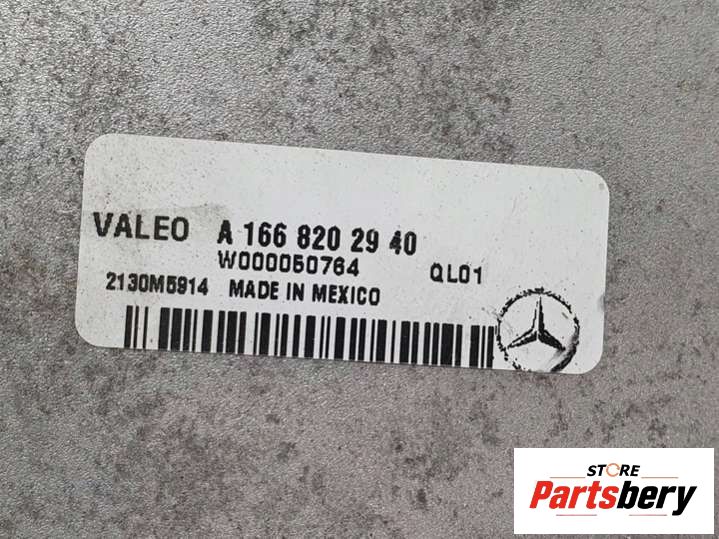 VALEO A 166 820 29 40
W000050764 QL01
2130M5914 MADE IN MEXICO
STORE
Partsbery